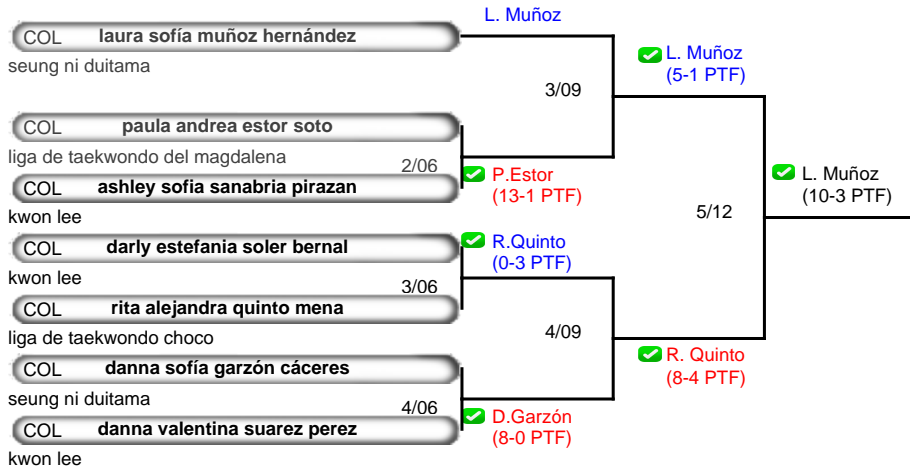 L. Muñoz
COL laura sofía muñoz hernández
seung ni duitama
L. Muñoz
(5-1 PTF)
3/09
COL paula andrea estor soto
liga de taekwondo del magdalena
2/06
P.Estor
(13-1 PTF)
COL ashley sofia sanabria pirazan
kwon lee
L. Muñoz
(10-3 PTF)
5/12
COL darly estefania soler bernal
kwon lee
R.Quinto
(0-3 PTF)
3/06
COL rita alejandra quinto mena
liga de taekwondo choco
4/09
R. Quinto
(8-4 PTF)
COL danna sofía garzón cáceres
seung ni duitama
4/06
D.Garzón
(8-0 PTF)
COL danna valentina suarez perez
kwon lee